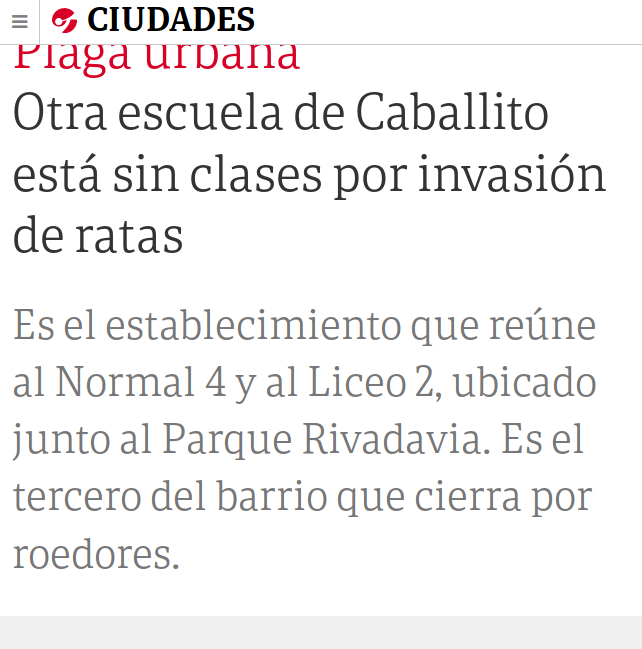 CIUDADES
Plaga urbana
Otra escuela de Caballito
está sin clases por invasión
de ratas
Es el establecimiento que reúne
al Normal 4 y al Liceo 2, ubicado
junto al Parque Rivadavia. Es el
tercero del barrio que cierra por
roedores.